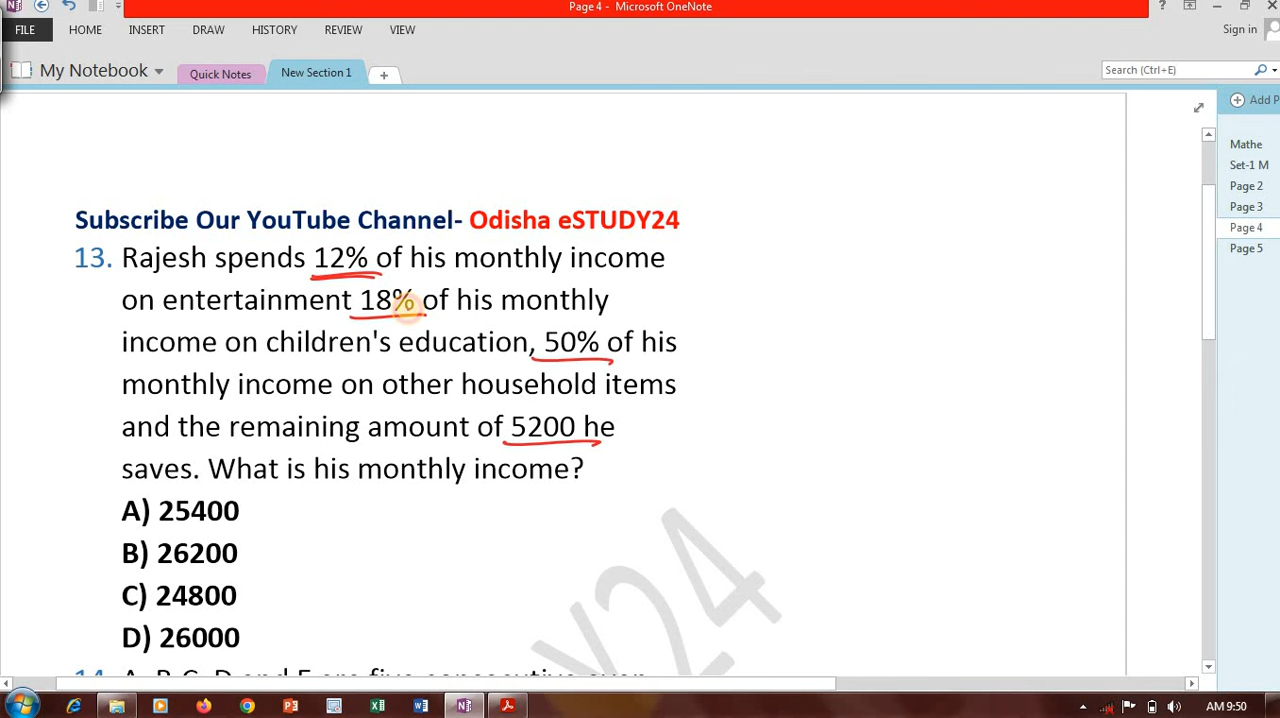 Page 4 - Microsoft OneNote
FILE HOME INSERT DRAW HISTORY REVIEW VIEW
Sign in
My Notebook Quick Notes New Section 1
Search (Ctrl+E)
Add P
Mathe
Set-1 M
Page 2
Page 3
Page 4
Page 5
Subscribe Our YouTube Channel- Odisha eSTUDY24
13. Rajesh spends 12% of his monthly income
on entertainment 18% of his monthly
income on children's education, 50% of his
monthly income on other household items
and the remaining amount of 5200 he
saves. What is his monthly income?
A) 25400
B) 26200
C) 24800
D) 26000
Y24
AM 9:50